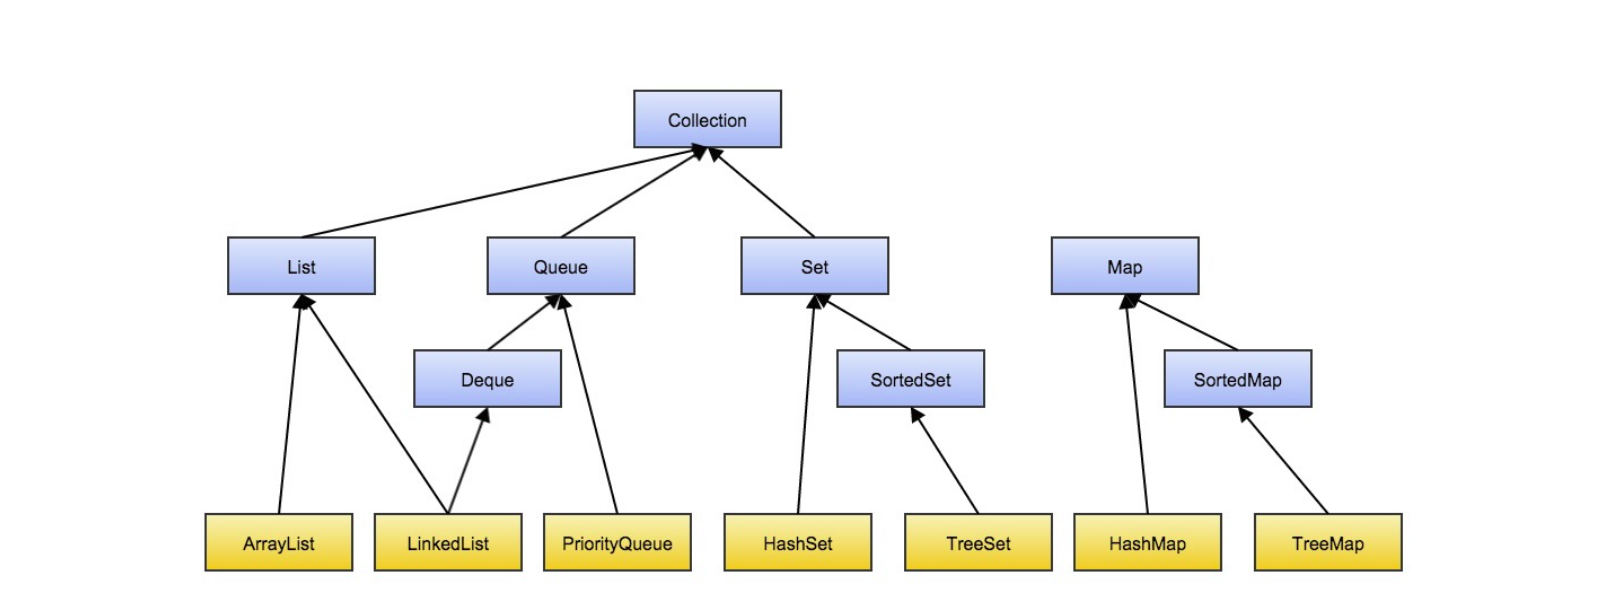 Collection
List
Queue
Set
Map
Deque
SortedSet
SortedMap
ArrayList
LinkedList
PriorityQueue
HashSet
TreeSet
HashMap
TreeMap